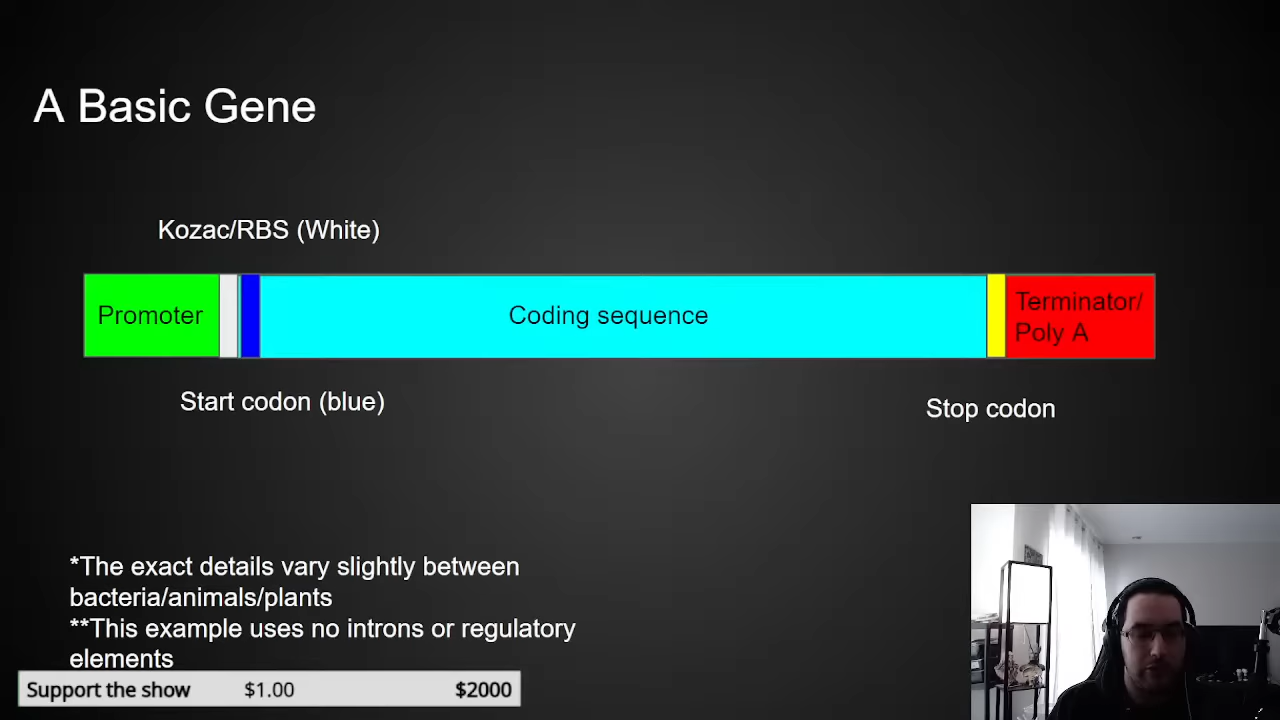 A Basic Gene
Kozac/RBS (White)
Promoter
Coding sequence
Terminator/
Poly A
Start codon (blue)
Stop codon
*The exact details vary slightly between
bacteria/animals/plants
**This example uses no introns or regulatory
elements
Support the show $1.00 $2000